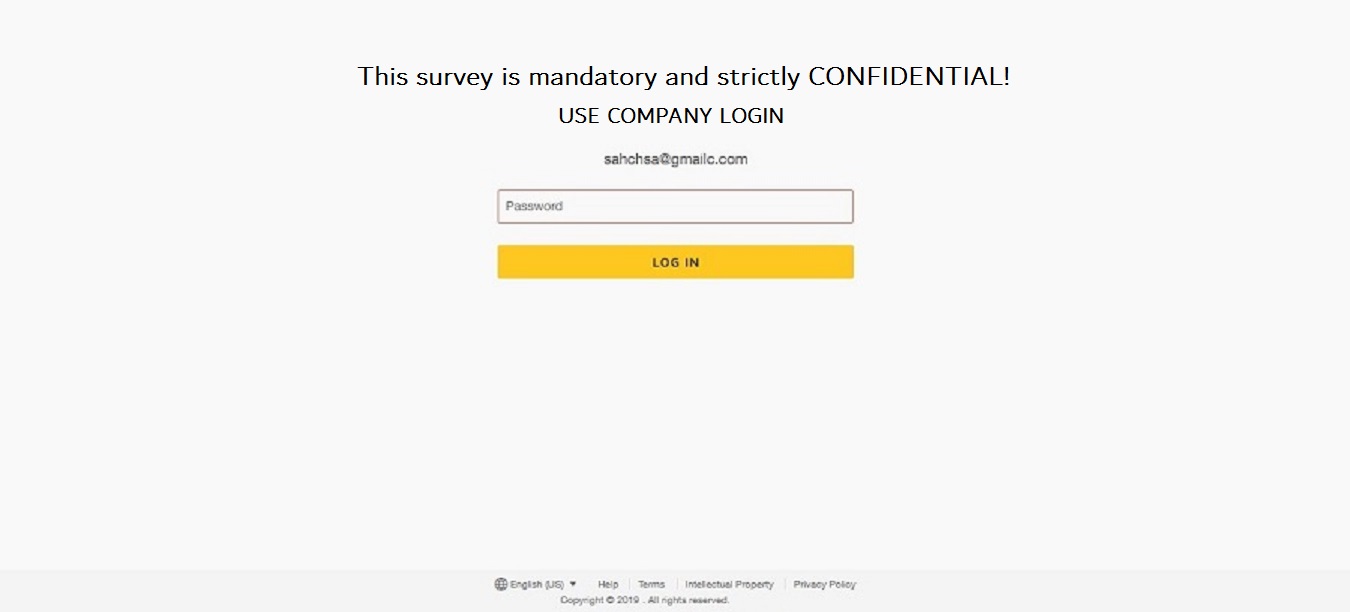 This survey is mandatory and strictly CONFIDENTIAL!
USE COMPANY LOGIN
sahchsa@gmailc.com
Password
LOG IN
English (US) ▼ Help Terms Intellectual Property Privacy Policy
Copyright © 2019 . All rights reserved.